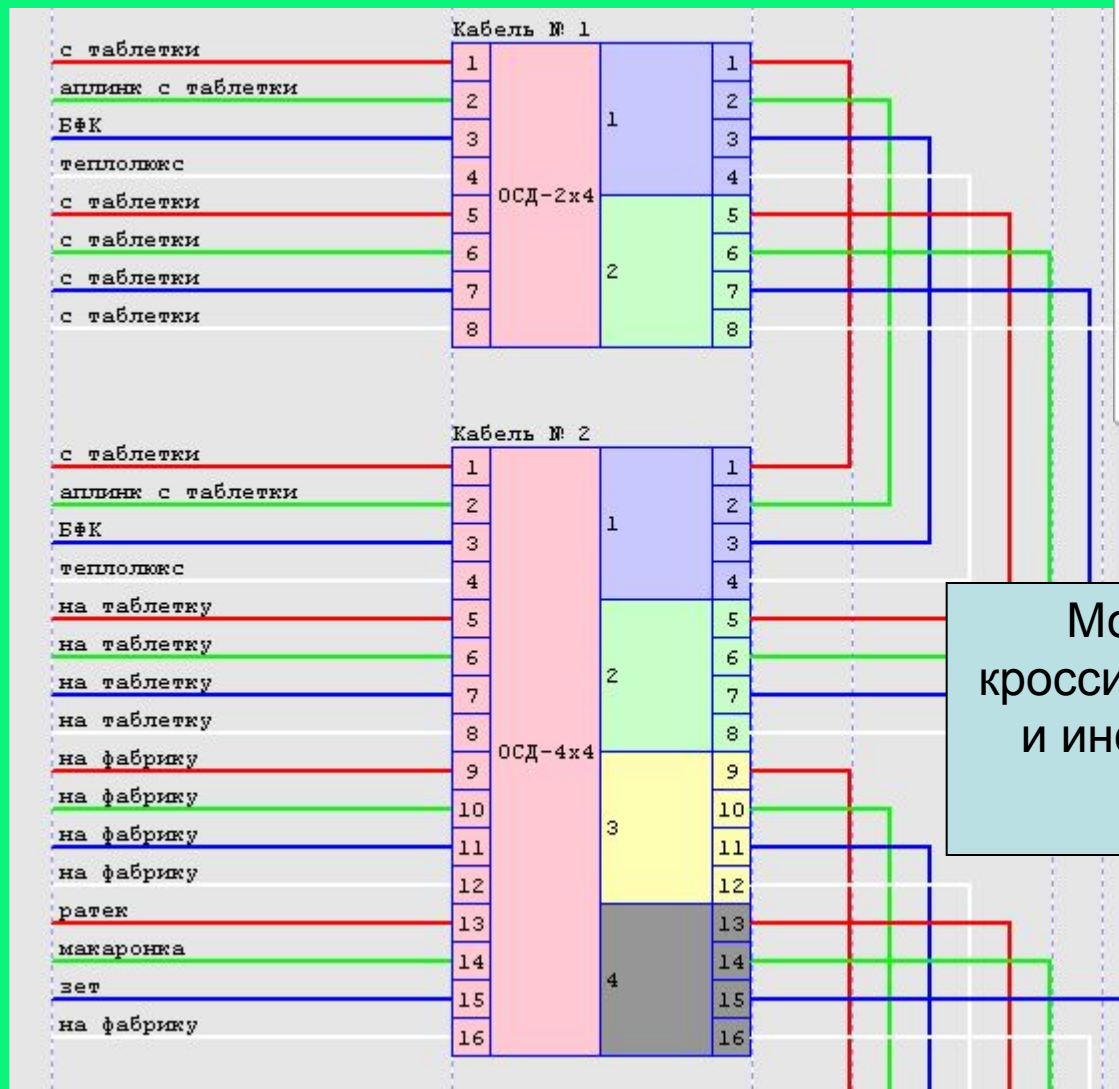 Кабель № 1
с таблетки 1 1
аплинк с таблетки 2 2
БФК 3 1 3
теплолюкс 4 4
ОСД-2х4
с таблетки 5 5
с таблетки 6 6
с таблетки 7 2 7
с таблетки 8 8
Кабель № 2
с таблетки 1 1
аплинк с таблетки 2 2
БФК 3 1 3
теплолюкс 4 4
на таблетку 5 5
на таблетку 6 6
на таблетку 7 2 7
на таблетку 8 8
ОСД-4х4
на фабрику 9 9
на фабрику 10 10
на фабрику 11 3 11
на фабрику 12 12
ратек 13 13
макаронка 14 14
зет 15 4 15
на фабрику 16 16
и